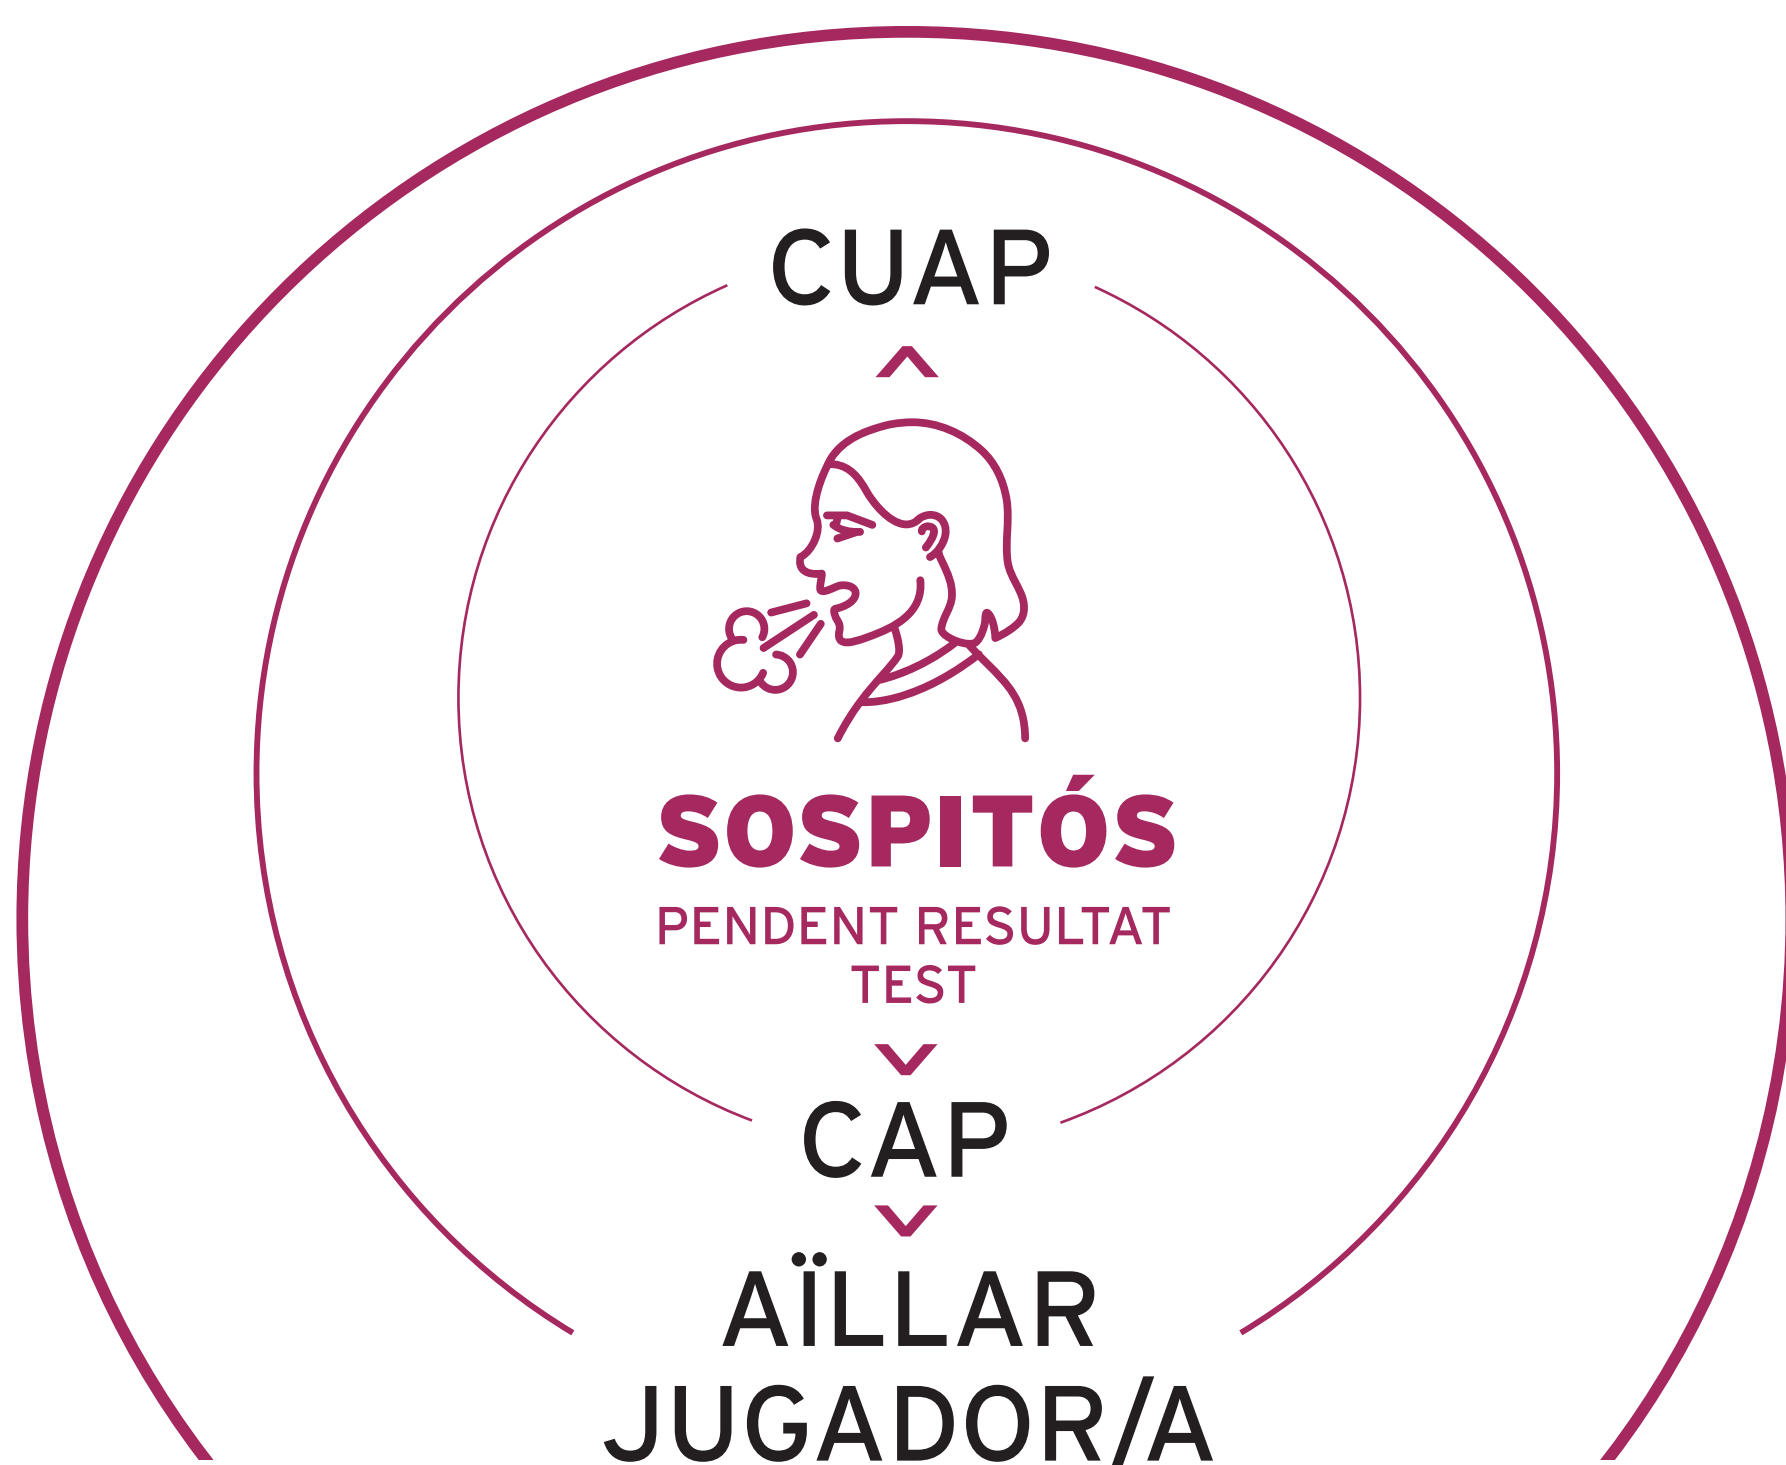 CUAP
SOSPITÓS
PENDENT RESULTAT
TEST
CAP
AÏLLAR
JUGADOR/A